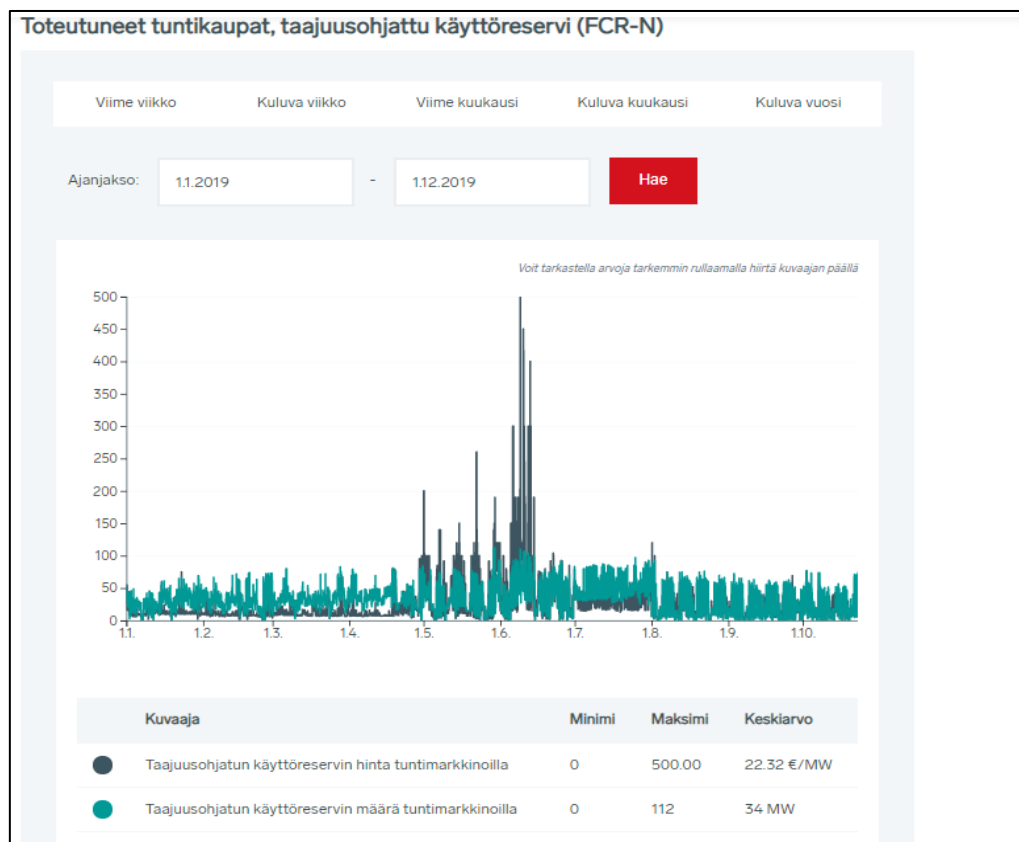 Toteutuneet tuntikaupat, taajuusohjattu käyttöreservi (FCR-N)
Viime viikko Kuluva viikko Viime kuukausi Kuluva kuukausi Kuluva vuosi
Ajanjakso: 1.1.2019 - 1.12.2019 Hae
Voit tarkastella arvoja tarkemmin rullaamalla hiirtä kuvaajan päällä
500
450
400
350
300
250
200
150
100
50
0
1.1. 1.2. 1.3. 1.4. 1.5. 1.6. 1.7. 1.8. 1.9. 1.10.
Kuvaaja Minimi Maksimi Keskiarvo
Taajuusohjatun käyttöreservin hinta tuntimarkkinoilla 0 500.00 22.32 €/MW
Taajuusohjatun käyttöreservin määrä tuntimarkkinoilla 0 112 34 MW